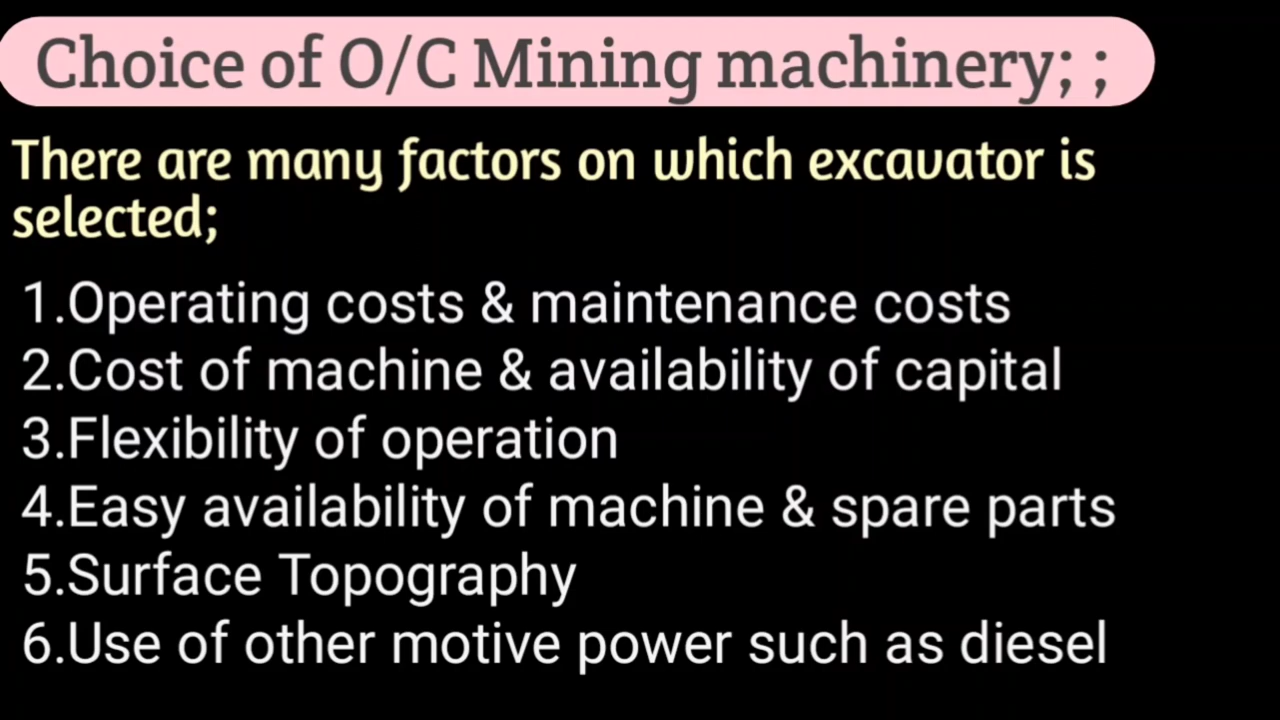 Choice of O/C Mining machinery; ;
There are many factors on which excavator is
selected;
1.Operating costs & maintenance costs
2.Cost of machine & availability of capital
3.Flexibility of operation
4.Easy availability of machine & spare parts
5.Surface Topography
6.Use of other motive power such as diesel